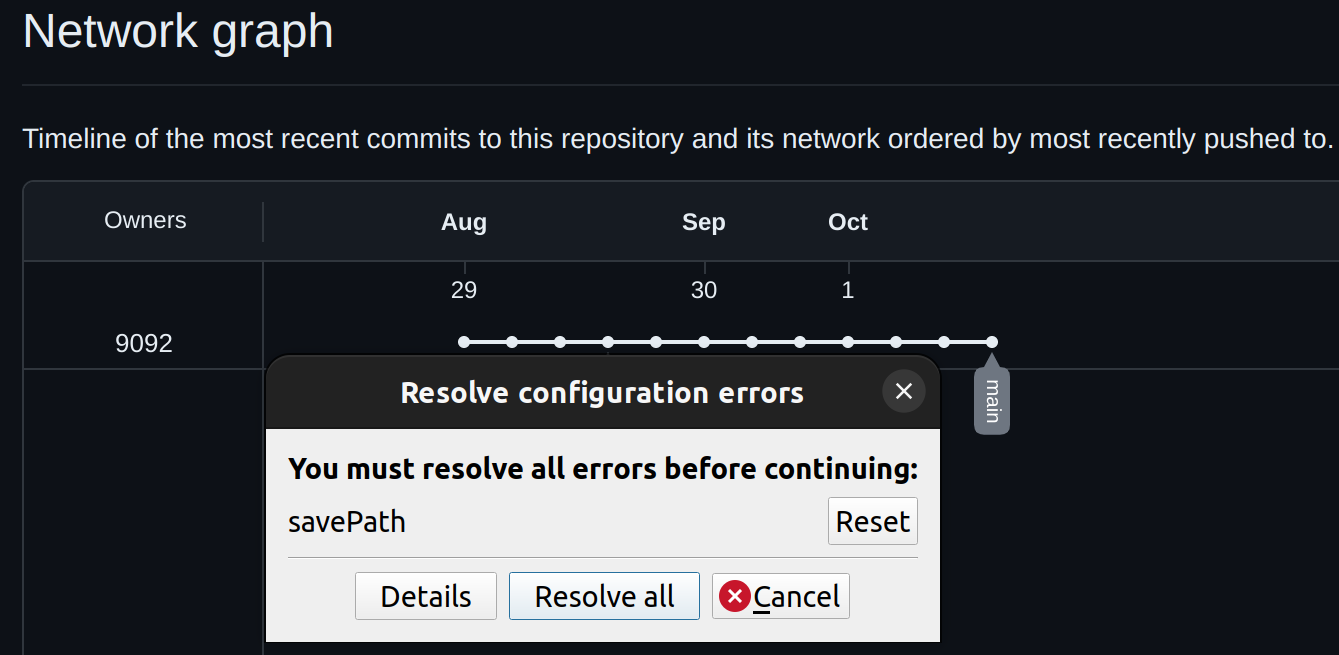 Network graph
Timeline of the most recent commits to this repository and its network ordered by most recently pushed to.
Owners Aug Sep Oct
29 30 1
9092
main
Resolve configuration errors
You must resolve all errors before continuing:
savePath Reset
Details Resolve all Cancel